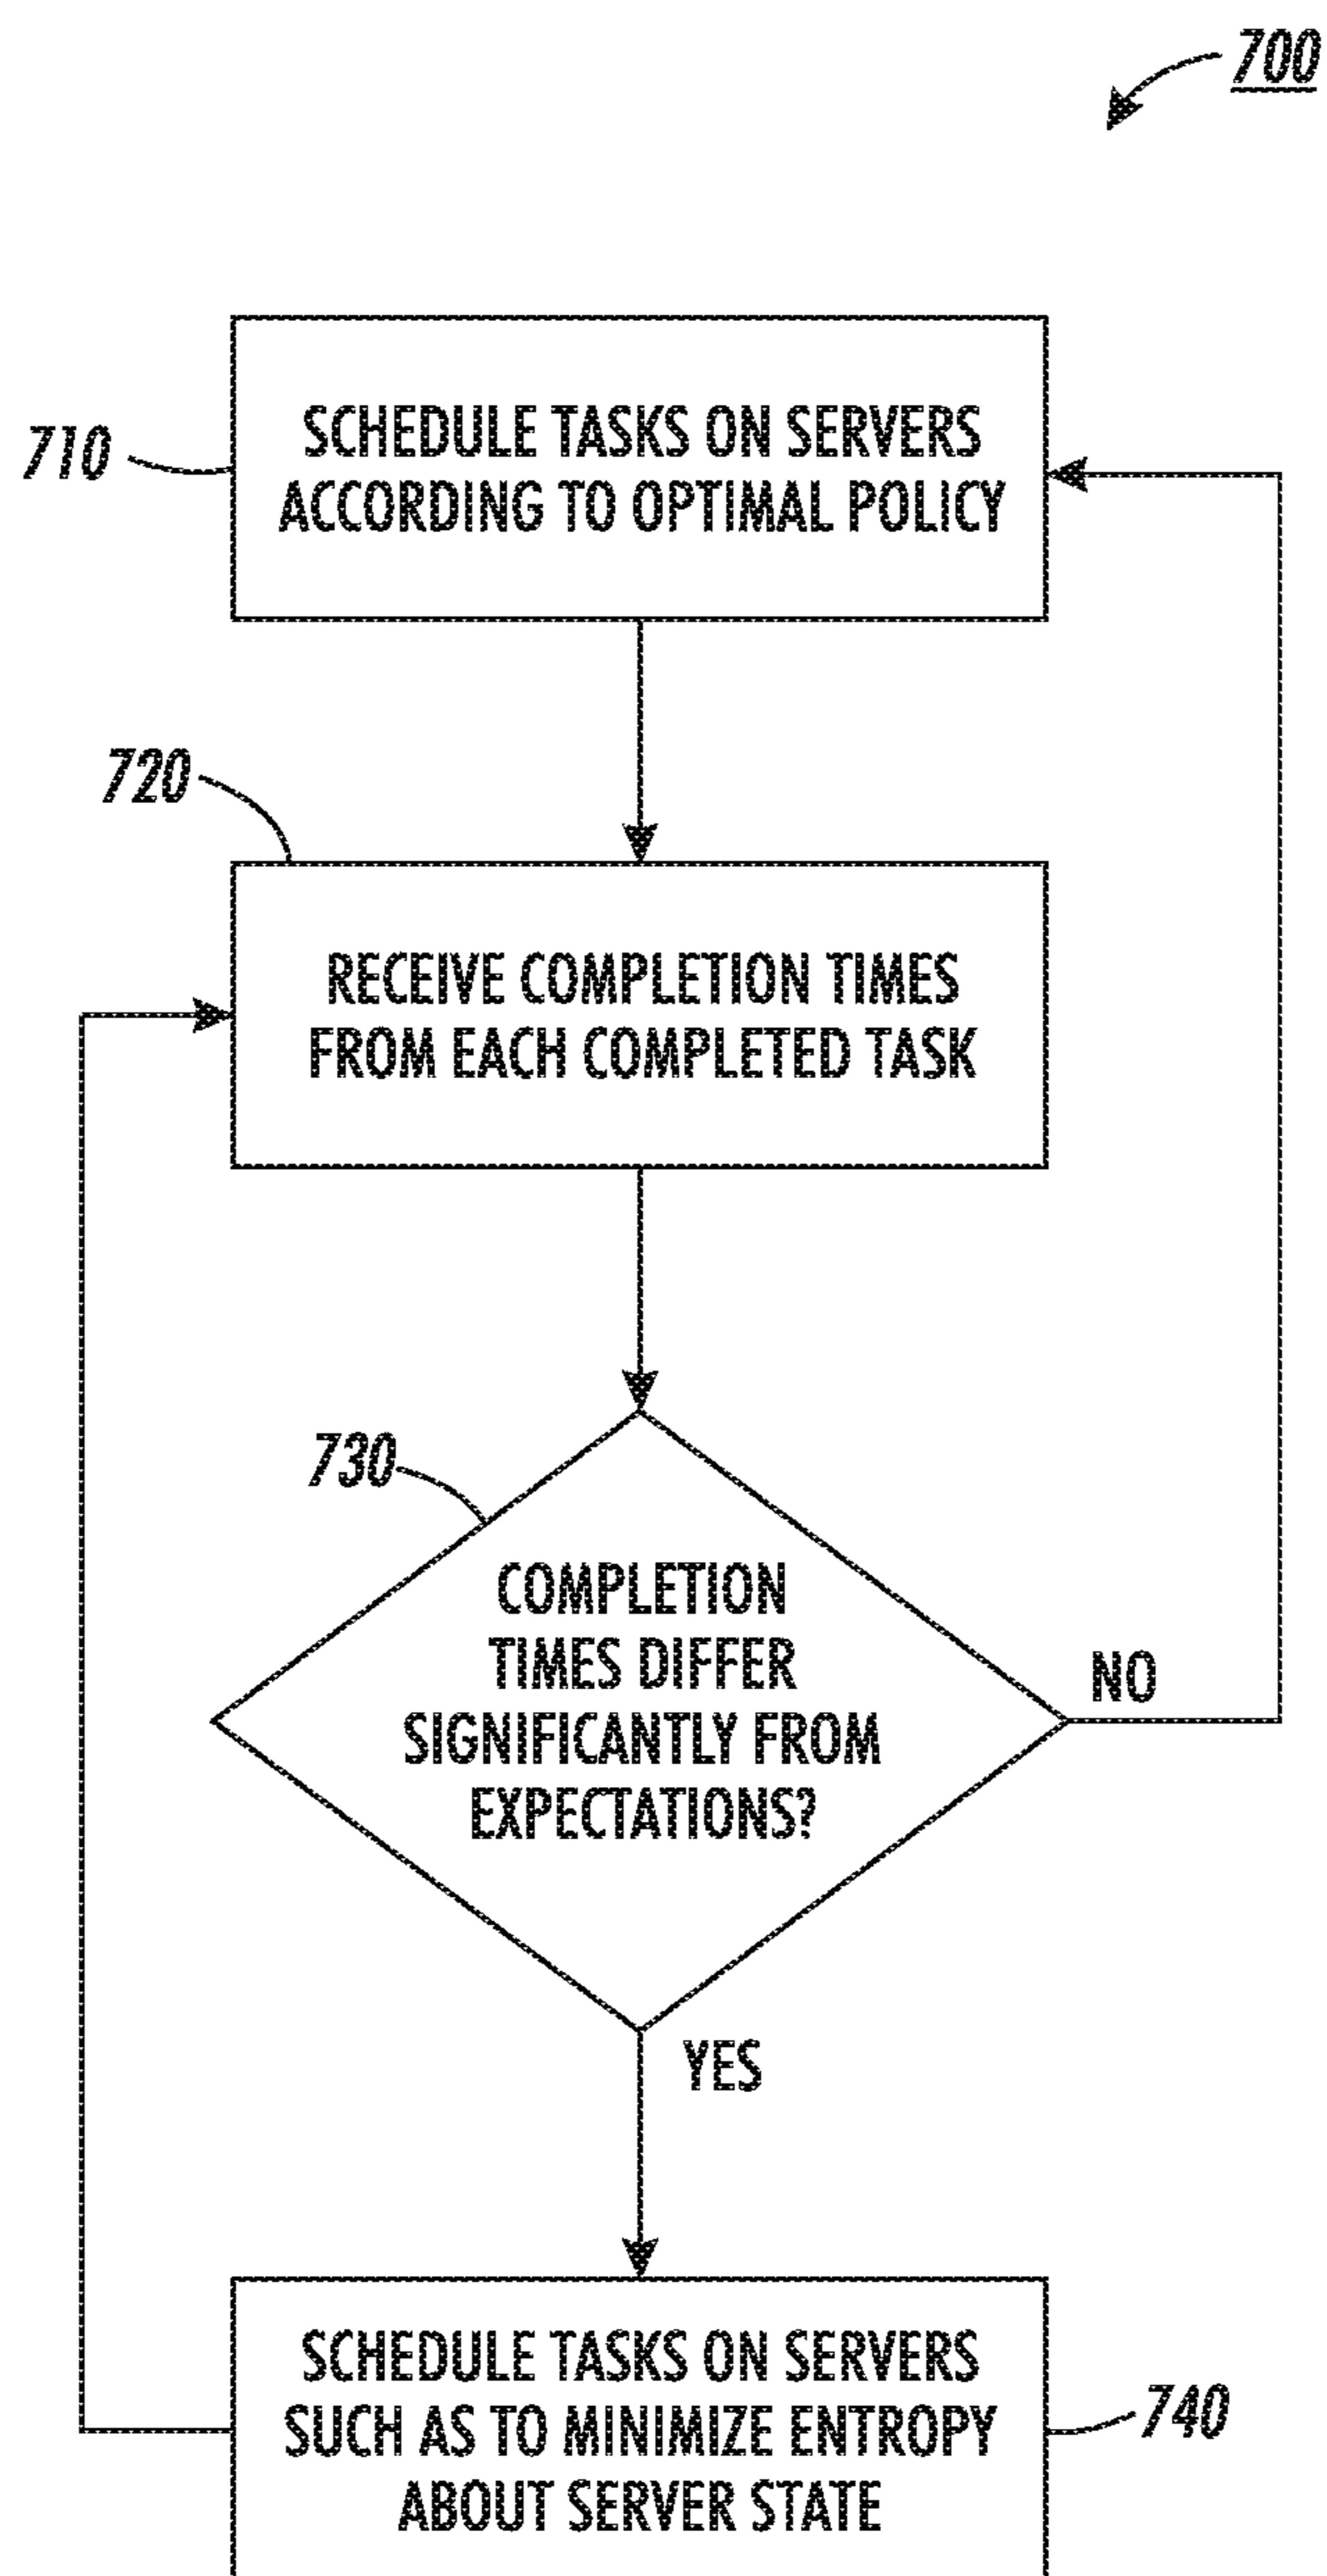 700
710
SCHEDULE TASKS ON SERVERS
ACCORDING TO OPTIMAL POLICY
720
RECEIVE COMPLETION TIMES
FROM EACH COMPLETED TASK
730
COMPLETION
TIMES DIFFER
SIGNIFICANTLY FROM
EXPECTATIONS?
NO
YES
SCHEDULE TASKS ON SERVERS
SUCH AS TO MINIMIZE ENTROPY
ABOUT SERVER STATE
740